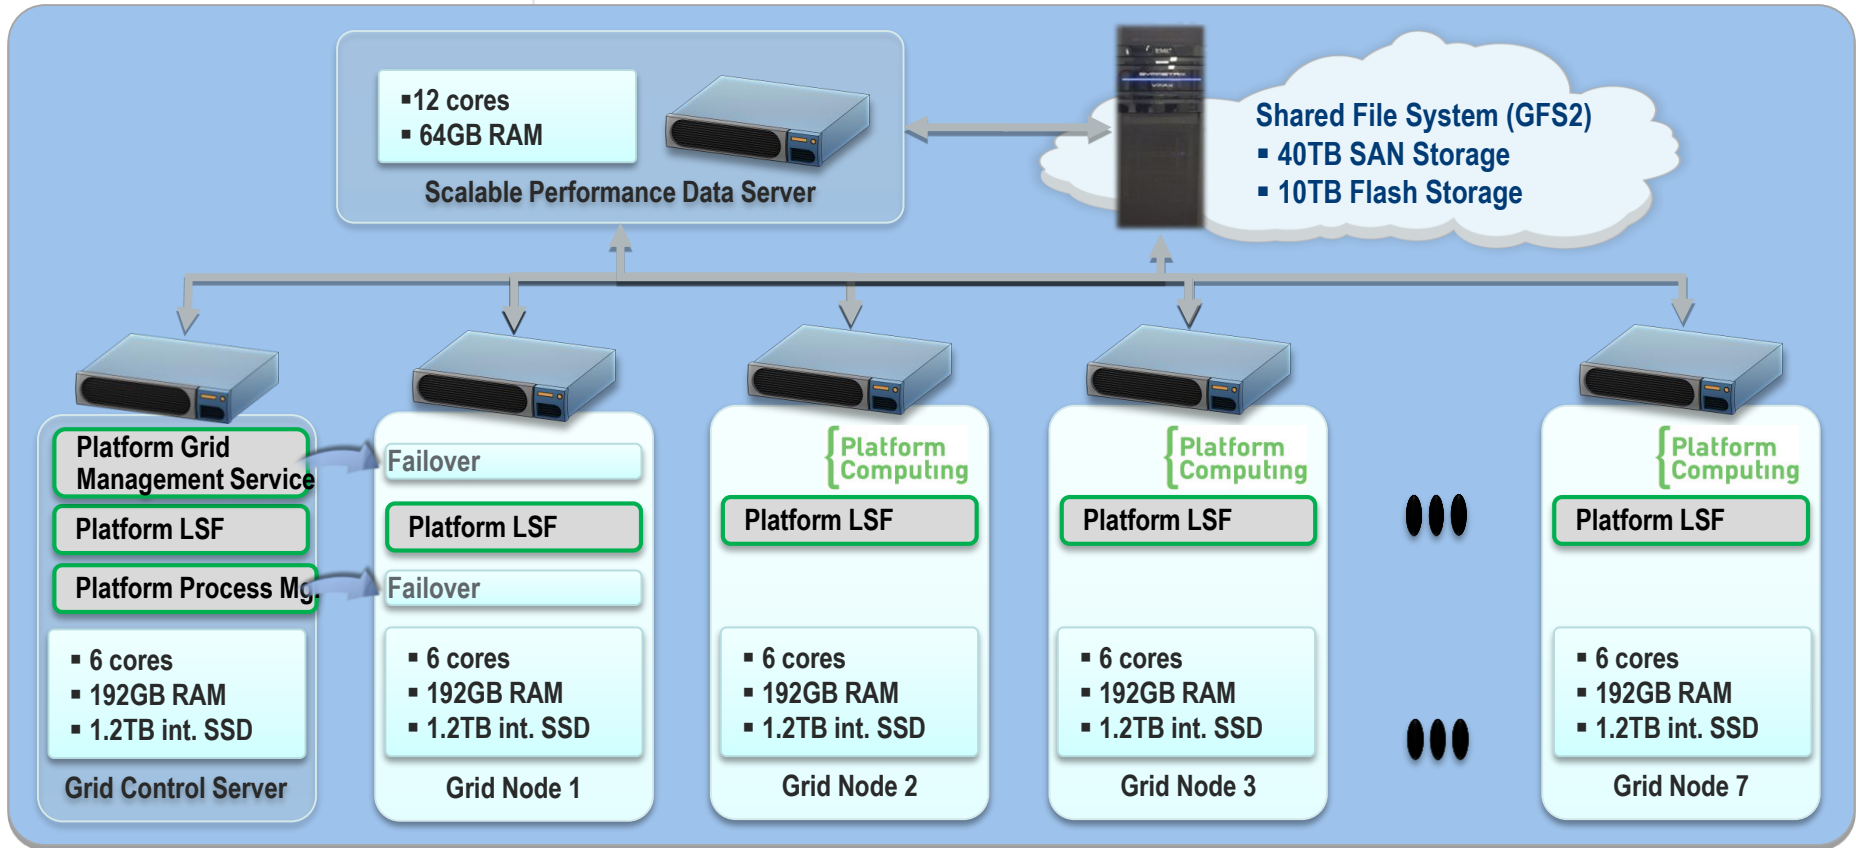 ▪12 cores
▪ 64GB RAM
Scalable Performance Data Server
EMC²
SYMMETRIX
VMAX
Shared File System (GFS2)
▪ 40TB SAN Storage
▪ 10TB Flash Storage
Platform Grid
Management Service
Platform LSF
Platform Process Mg.
▪ 6 cores
▪ 192GB RAM
▪ 1.2TB int. SSD
Grid Control Server
Failover
Platform LSF
Failover
▪ 6 cores
▪ 192GB RAM
▪ 1.2TB int. SSD
Grid Node 1
Platform
Computing
Platform LSF
▪ 6 cores
▪ 192GB RAM
▪ 1.2TB int. SSD
Grid Node 2
Platform
Computing
Platform LSF
▪ 6 cores
▪ 192GB RAM
▪ 1.2TB int. SSD
Grid Node 3
Platform
Computing
Platform LSF
▪ 6 cores
▪ 192GB RAM
▪ 1.2TB int. SSD
Grid Node 7